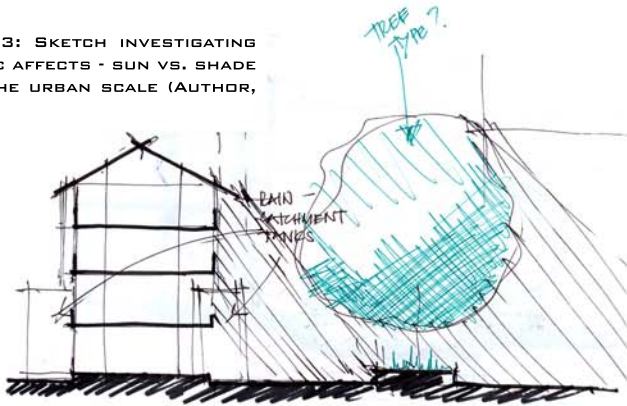 3: SKETCH INVESTIGATING
C AFFECTS - SUN VS. SHADE
HE URBAN SCALE (AUTHOR,
TREE
TYPE?
RAIN
CATCHMENT
TANKS